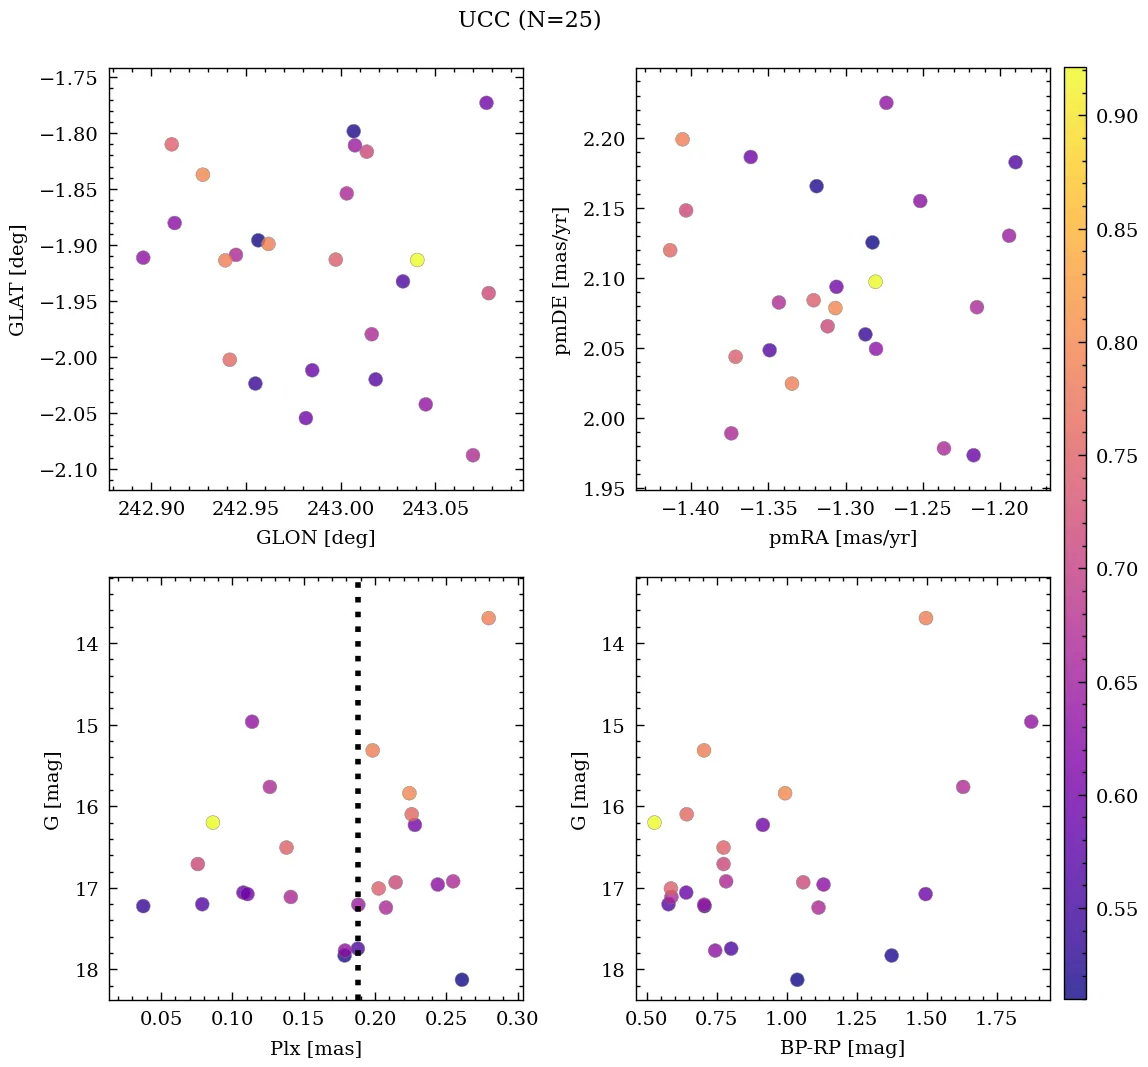 UCC (N=25)
−1.75
−1.80
−1.85
−1.90
−1.95
−2.00
−2.05
−2.10
GLAT [deg]
242.90 242.95 243.00 243.05
GLON [deg]
2.20
2.15
2.10
2.05
2.00
1.95
pmDE [mas/yr]
−1.40 −1.35 −1.30 −1.25 −1.20
pmRA [mas/yr]
14
15
16
17
18
G [mag]
0.05 0.10 0.15 0.20 0.25 0.30
Plx [mas]
14
15
16
17
18
G [mag]
0.50 0.75 1.00 1.25 1.50 1.75
BP-RP [mag]
0.90
0.85
0.80
0.75
0.70
0.65
0.60
0.55